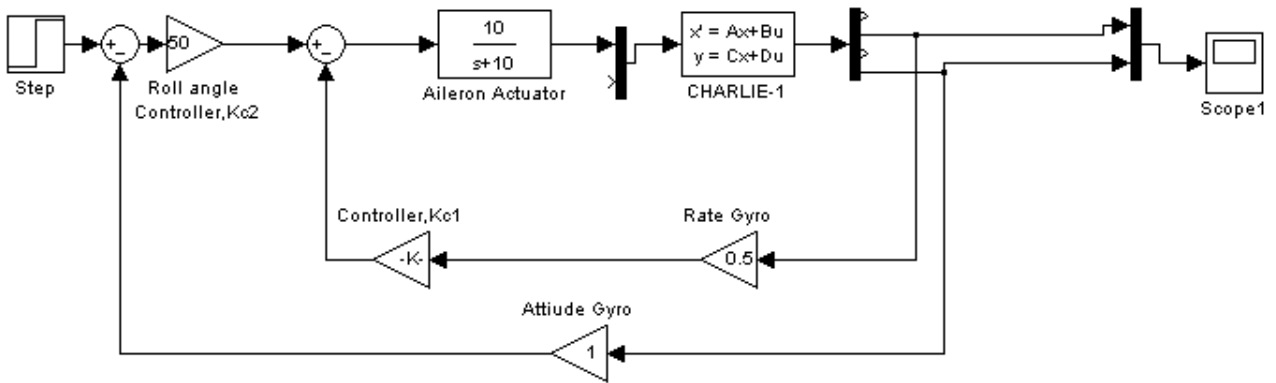 Step
+
-
50
Roll angle
Controller,Kc2
+
-
10
s+10
Aileron Actuator
x' = Ax+Bu
y = Cx+Du
CHARLIE-1
Scope1
Controller,Kc1
-K-
Rate Gyro
0.5
Attiude Gyro
1